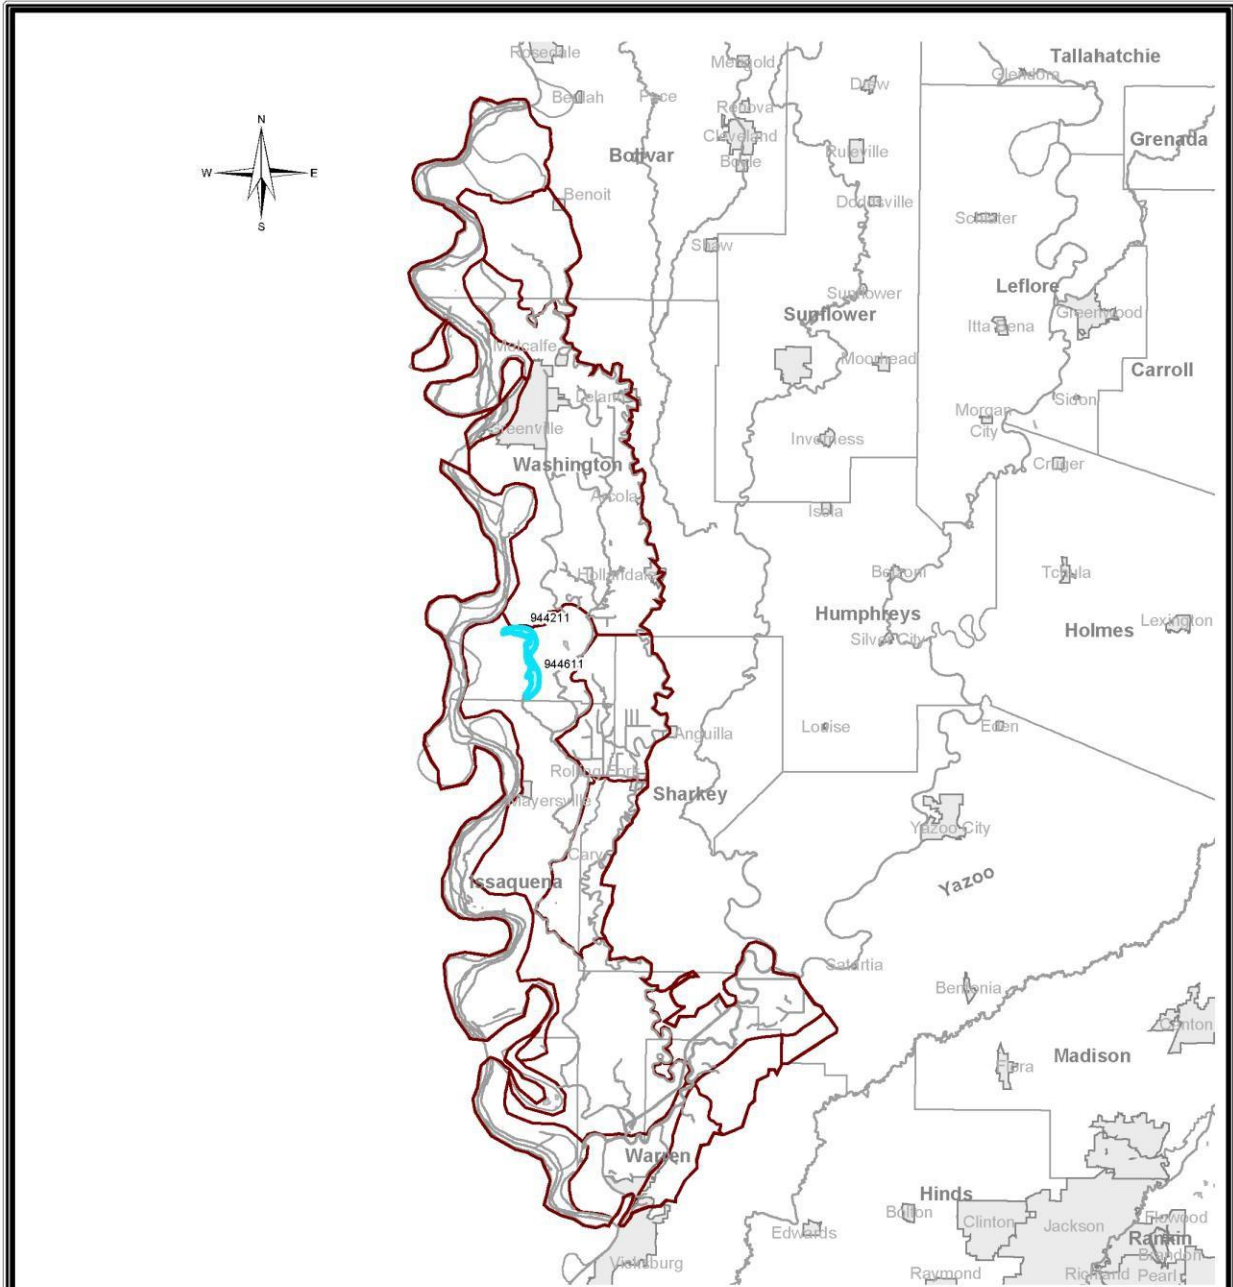 Rosedale
Merigold
Tallahatchie
Glendora
Drew
Beulah
Pace
Renova
Cleveland
Boyle
Grenada
Bolivar
Ruleville
N
W
E
S
Benoit
Doddsville
Schlater
Shaw
Sunflower
Leflore
Sunflower
Greenwood
Itta Bena
Metcalfe
Moorhead
Carroll
Leland
Sidon
Morgan
City
Greenville
Inverness
Washington
Cruger
Arcola
Isola
Hollandale
Belzoni
Tchula
944211
Humphreys
Silver City
Holmes
Lexington
944611
Anguilla
Louise
Eden
Rolling Fork
Mayersville
Sharkey
Yazoo City
Cary
Issaquena
Yazoo
Satartia
Bentonia
Canton
Flora
Madison
Warren
Hinds
Bolton
Clinton
Jackson
Flowood
Edwards
Rankin
Brandon
Vicksburg
Raymond
Richland
Pearl